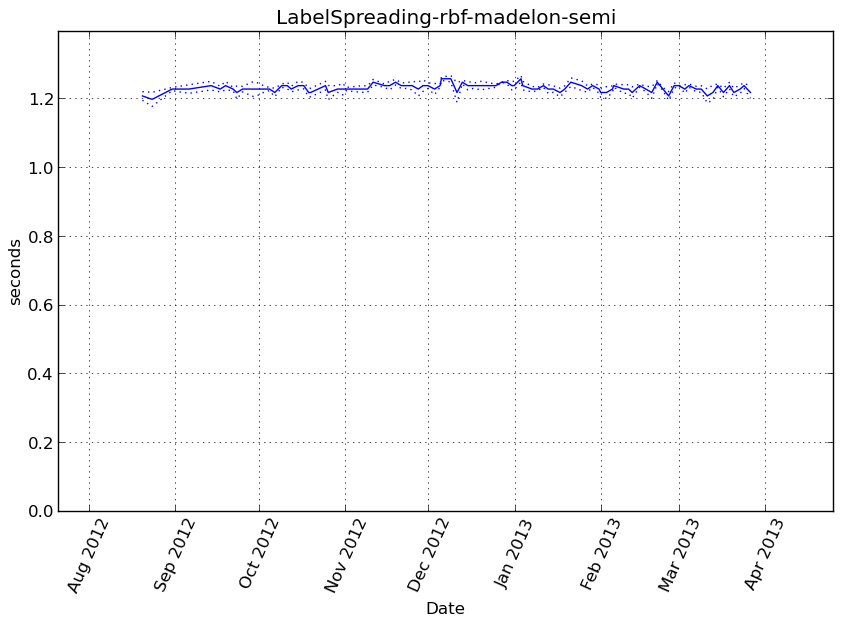 LabelSpreading-rbf-madelon-semi
1.2
1.0
0.8
0.6
0.4
0.2
0.0
seconds
Aug 2012
Sep 2012
Oct 2012
Nov 2012
Dec 2012
Jan 2013
Feb 2013
Mar 2013
Apr 2013
Date